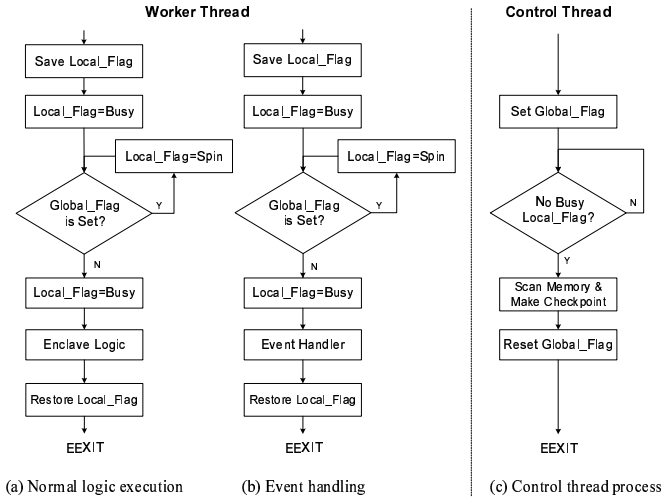 Worker Thread
Save Local_Flag
Local_Flag=Busy
Local_Flag=Spin
Global_Flag
is Set?
Y
N
Local_Flag=Busy
Enclave Logic
Restore Local_Flag
EEXIT
(a) Normal logic execution
Save Local_Flag
Local_Flag=Busy
Local_Flag=Spin
Global_Flag
is Set?
Y
N
Local_Flag=Busy
Event Handler
Restore Local_Flag
EEXIT
(b) Event handling
Control Thread
Set Global_Flag
No Busy
Local_Flag?
N
Y
Scan Memory &
Make Checkpoint
Reset Global_Flag
EEXIT
(c) Control thread process